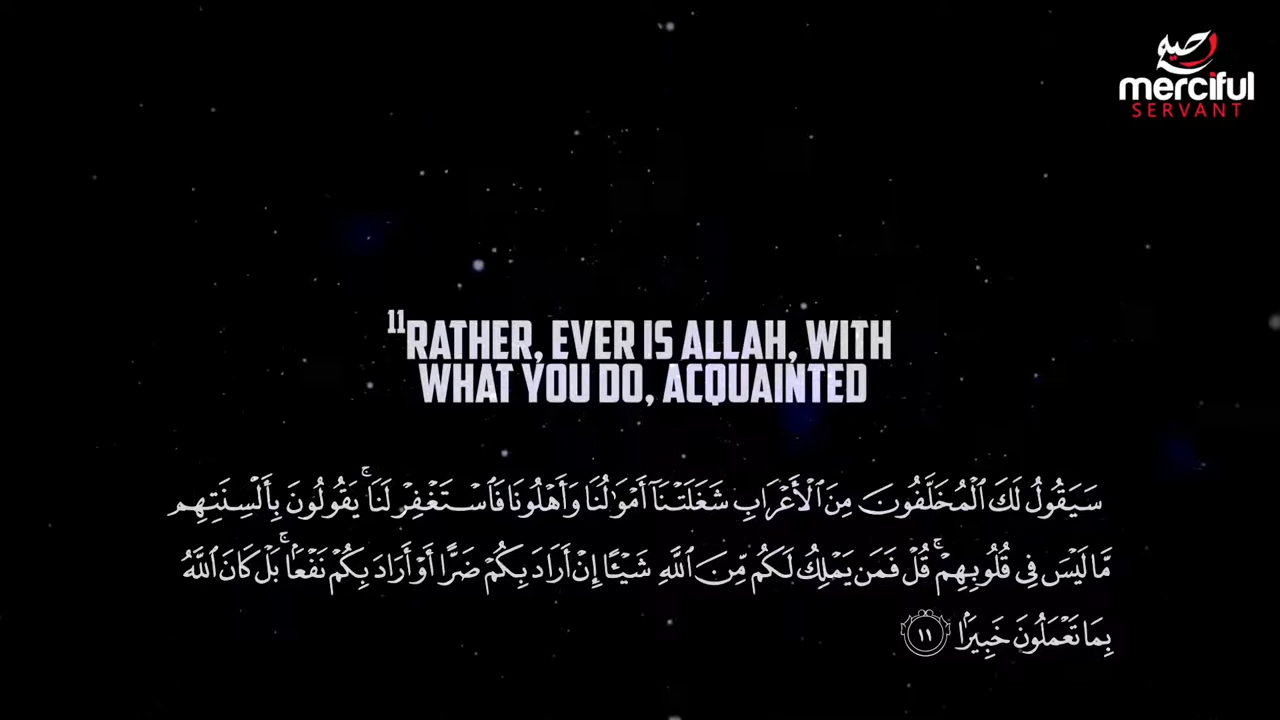 رحيم
merciful
SERVANT
11RATHER, EVER IS ALLAH, WITH
WHAT YOU DO, ACQUAINTED
سَيَقُولُ لَكَ ٱلْمُخَلَّفُونَ مِنَ ٱلْأَعْرَابِ شَغَلَتْنَآ أَمْوَٰلُنَا وَأَهْلُونَا فَٱسْتَغْفِرْ لَنَا ۚ يَقُولُونَ بِأَلْسِنَتِهِم
مَّا لَيْسَ فِى قُلُوبِهِمْ ۚ قُلْ فَمَن يَمْلِكُ لَكُم مِّنَ ٱللَّهِ شَيْـًٔا إِنْ أَرَادَ بِكُمْ ضَرًّا أَوْ أَرَادَ بِكُمْ نَفْعًۢا ۚ بَلْ كَانَ ٱللَّهُ
بِمَا تَعْمَلُونَ خَبِيرًۢا ١١